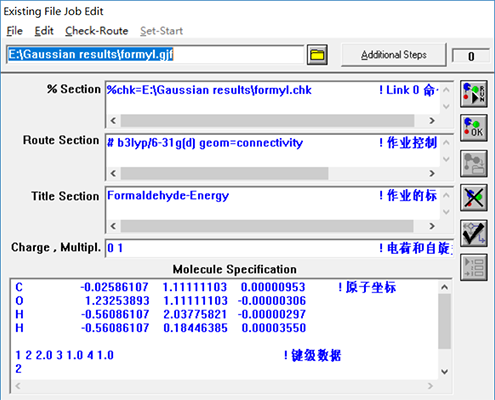 Existing File Job Edit
File Edit Check-Route Set-Start
E:\Gaussian results\formyl.gjf
Additional Steps 0
% Section %chk=E:\Gaussian results\formyl.chk ! Link 0 命令
RUN
Route Section # b3lyp/6-31g(d) geom=connectivity ! 作业控制
OK
Title Section Formaldehyde-Energy ! 作业的标
Charge , Multipl. 0 1 ! 电荷和自旋
Molecule Specification
C -0.02586107 1.11111103 0.00000953 ! 原子坐标
O 1.23253893 1.11111103 -0.00000306
H -0.56086107 2.03775821 -0.00000297
H -0.56086107 0.18446385 0.00003550
1 2 2.0 3 1.0 4 1.0 ! 键级数据
2